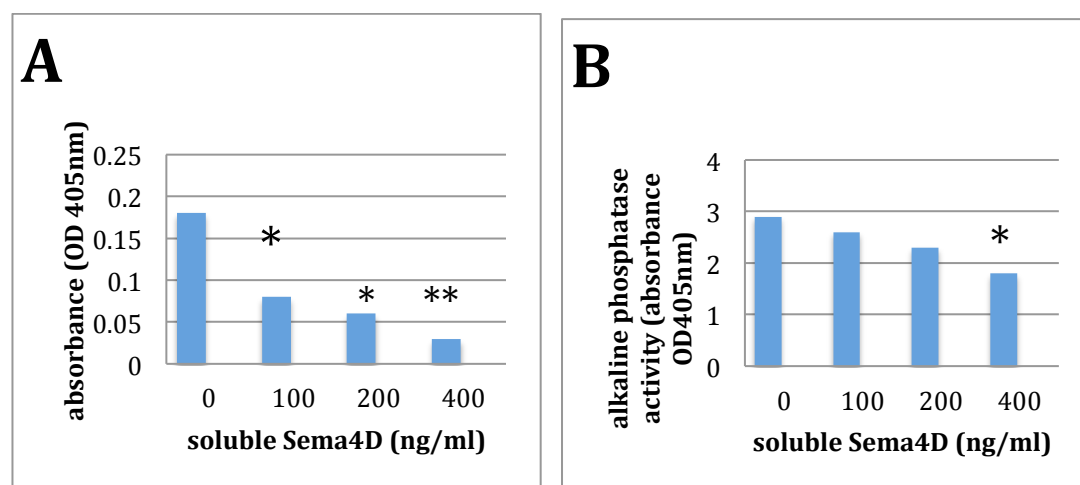 A
absorbance (OD 405nm)
0.25
0.2
0.15
0.1
0.05
0
*
*
**
0 100 200 400
soluble Sema4D (ng/ml)
B
alkaline phosphatase
activity (absorbance
OD405nm)
4
3
2
1
0
*
0 100 200 400
soluble Sema4D (ng/ml)